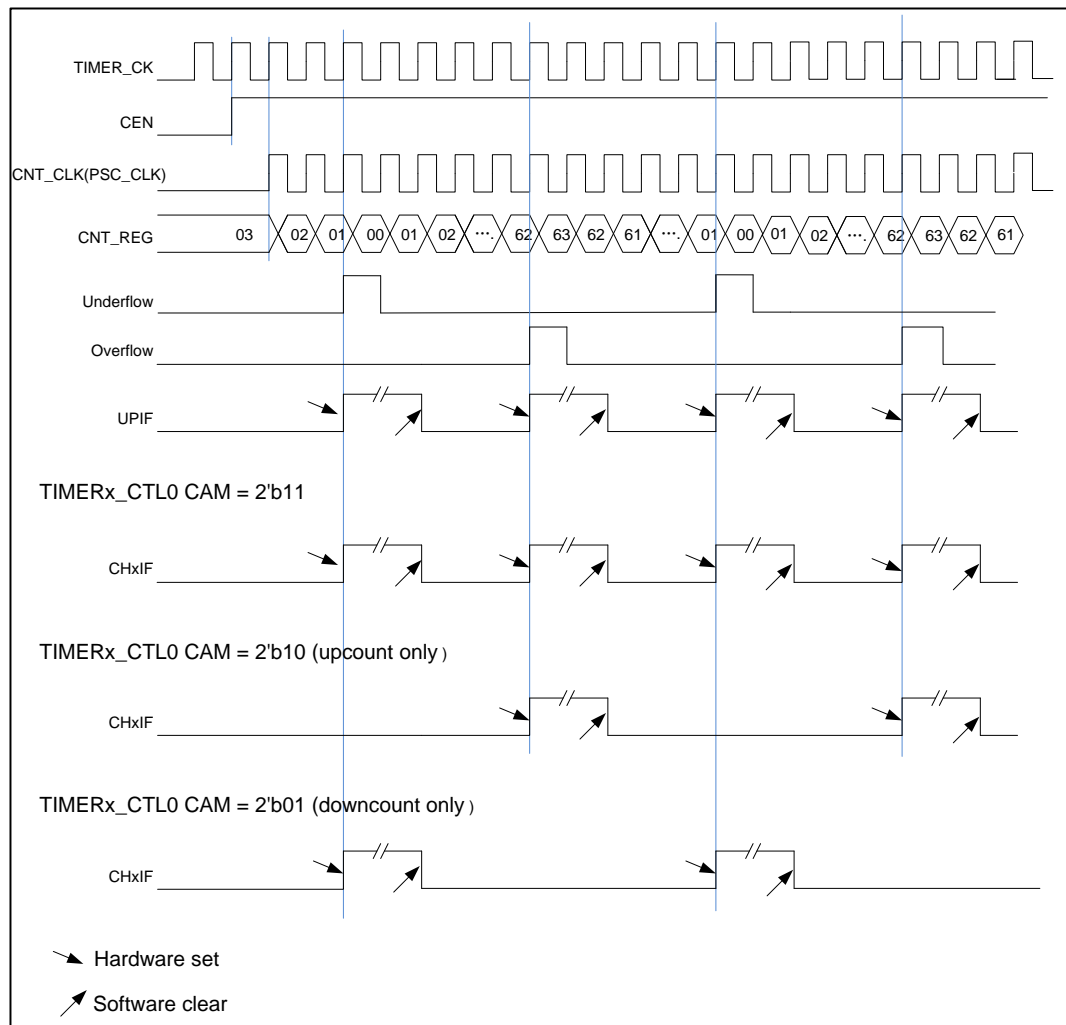 TIMER_CK
CEN
CNT_CLK(PSC_CLK)
CNT_REG 03 02 01 00 01 02 …. 62 63 62 61 …. 01 00 01 02 …. 62 63 62 61
Underflow
Overflow
UPIF
TIMERx_CTL0 CAM = 2'b11
CHxIF
TIMERx_CTL0 CAM = 2'b10 (upcount only）
CHxIF
TIMERx_CTL0 CAM = 2'b01 (downcount only）
CHxIF
Hardware set
Software clear